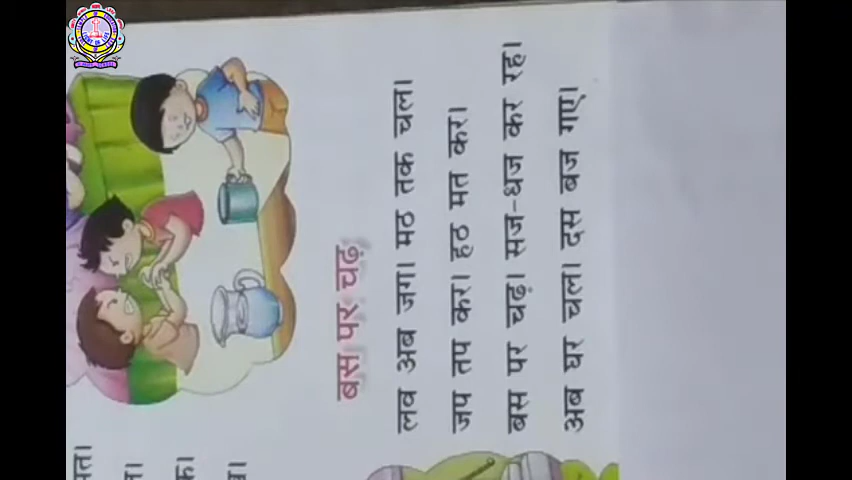 बस पर चढ़
लव अब जग। मठ तक चल।
जप तप कर। हठ मत कर।
बस पर चढ़। सज-धज कर रह।
अब घर चल। दस बज गए।